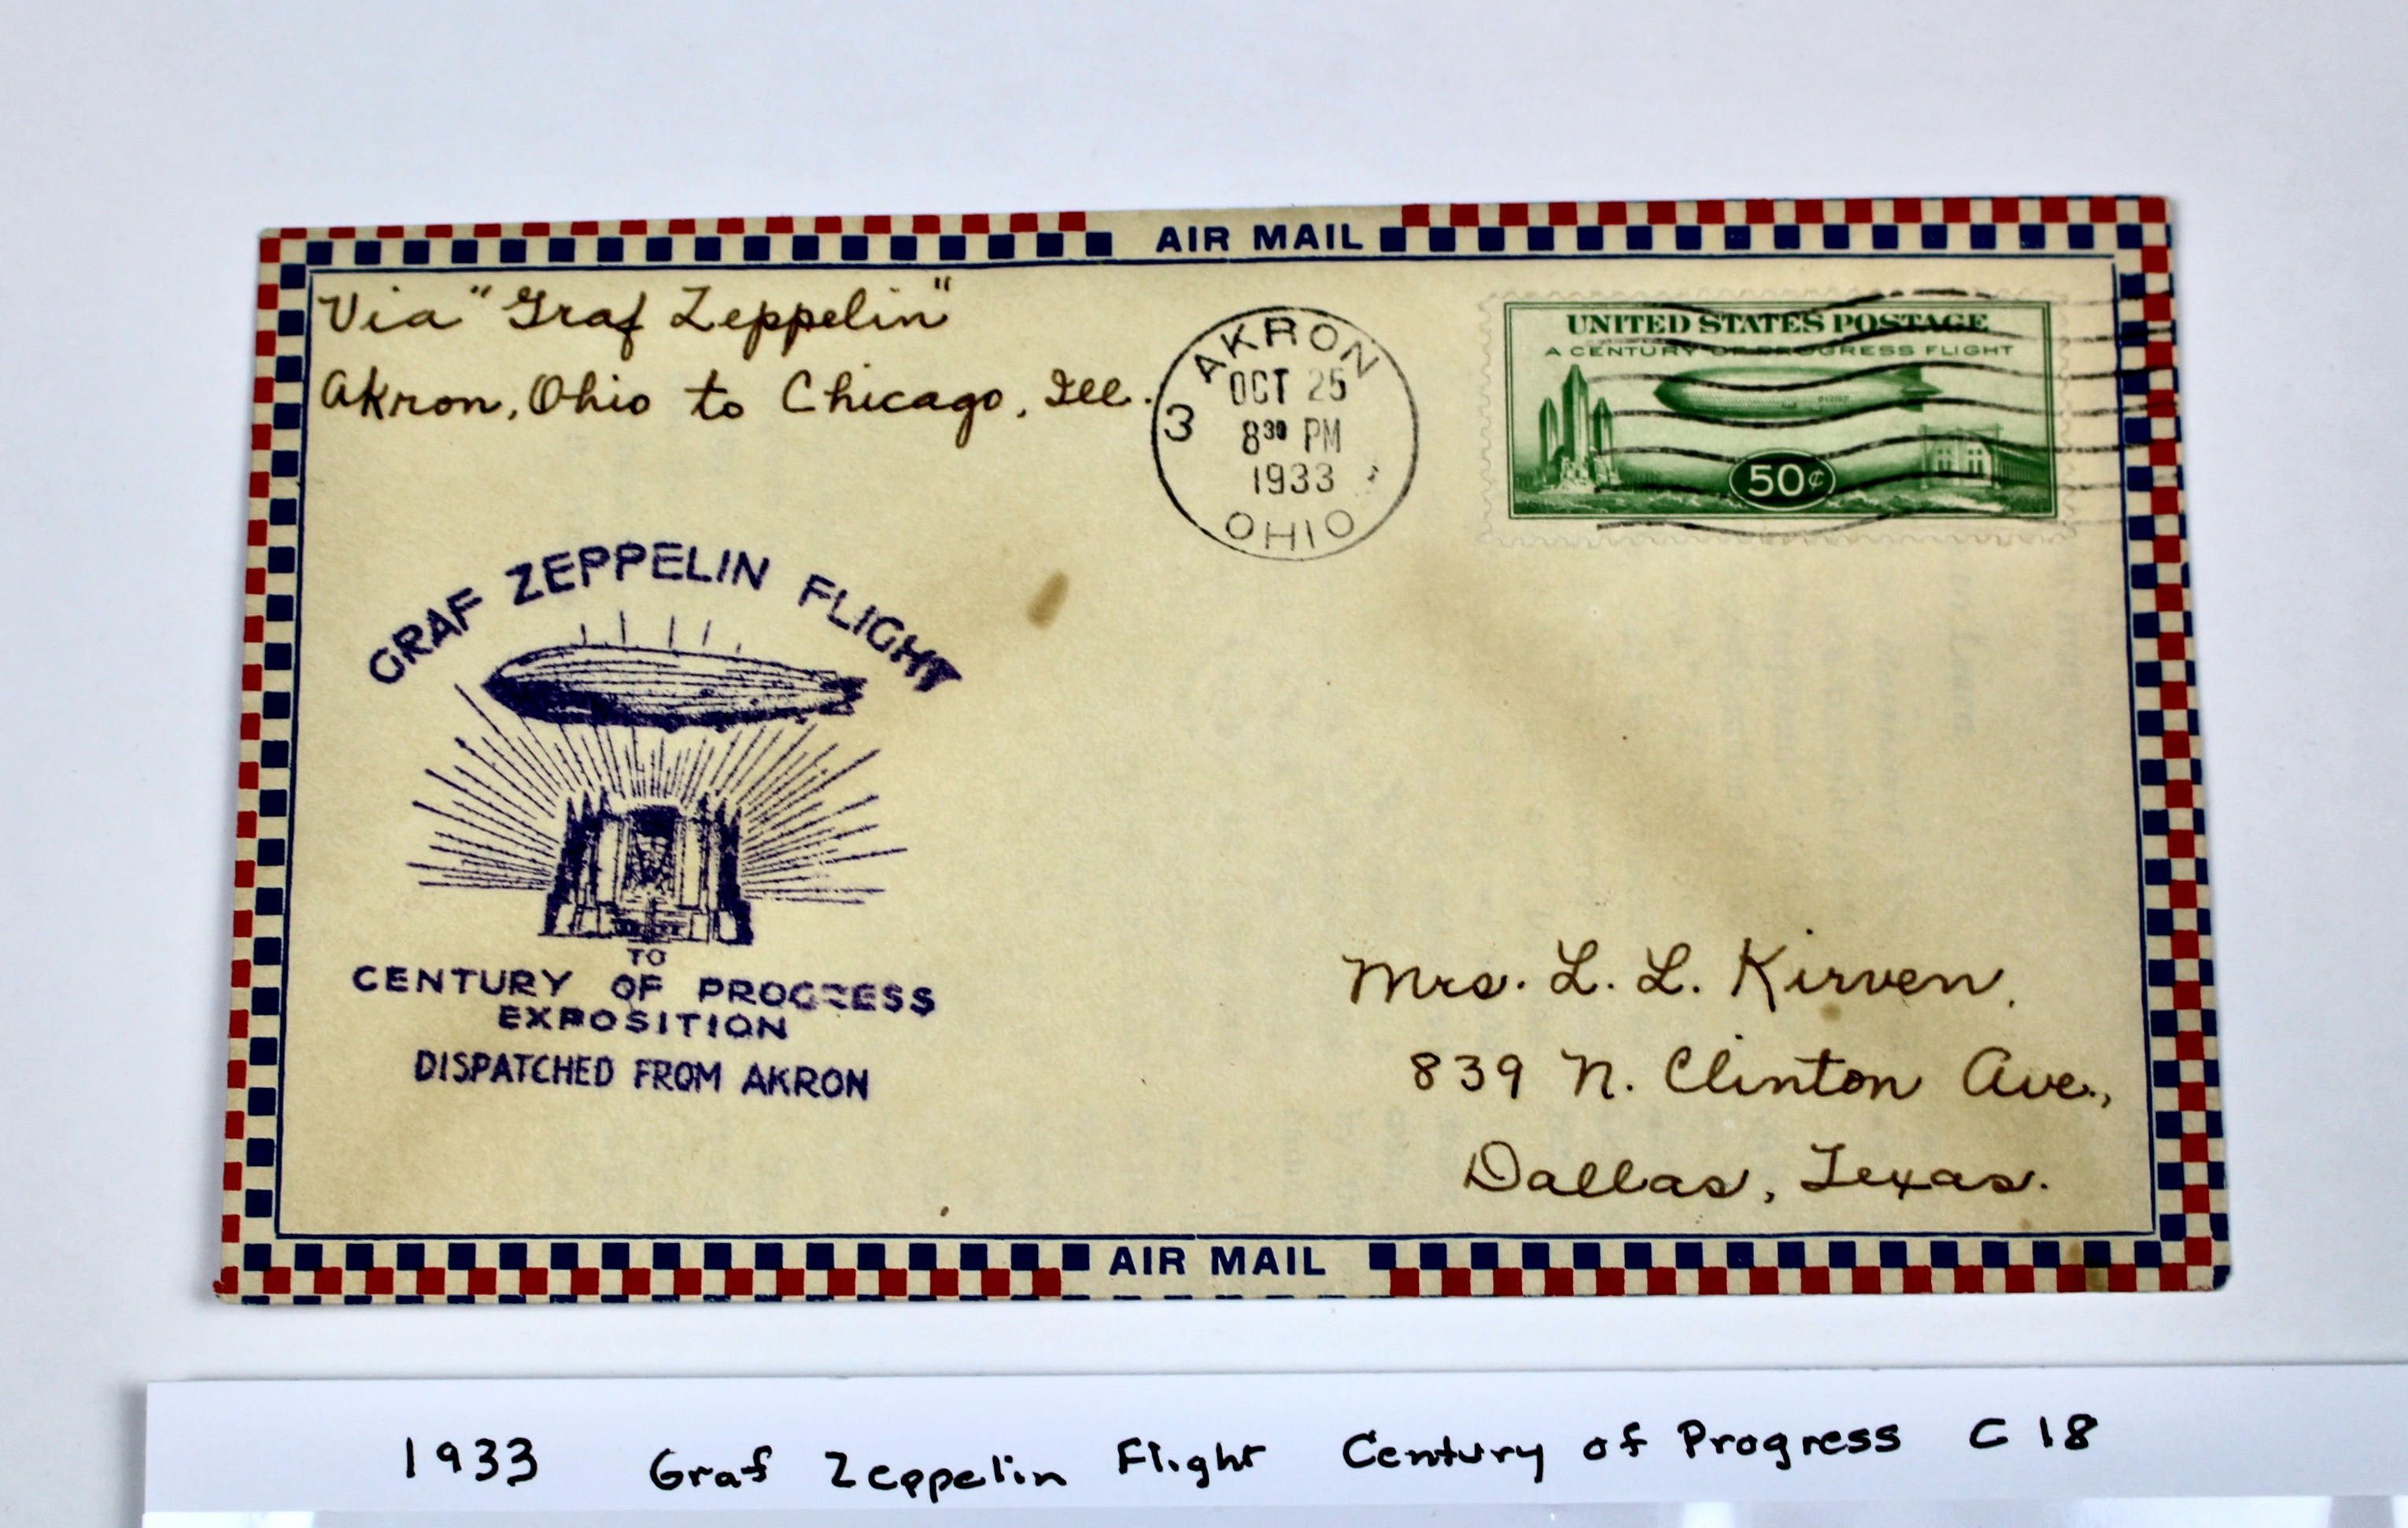 AIR MAIL
Via "Graf Zeppelin"
Akron, Ohio to Chicago, Ill.
AKRON
OCT 25
830 PM
1933
3
OHIO
UNITED STATES POSTAGE
A CENTURY OF PROGRESS FLIGHT
50¢
GRAF ZEPPELIN FLIGHT
TO
CENTURY OF PROGRESS
EXPOSITION
DISPATCHED FROM AKRON
Mrs. L. L. Kirven,
839 N. Clinton Ave.,
Dallas, Texas.
AIR MAIL
1933 Graf Zeppelin Flight Century of Progress C18